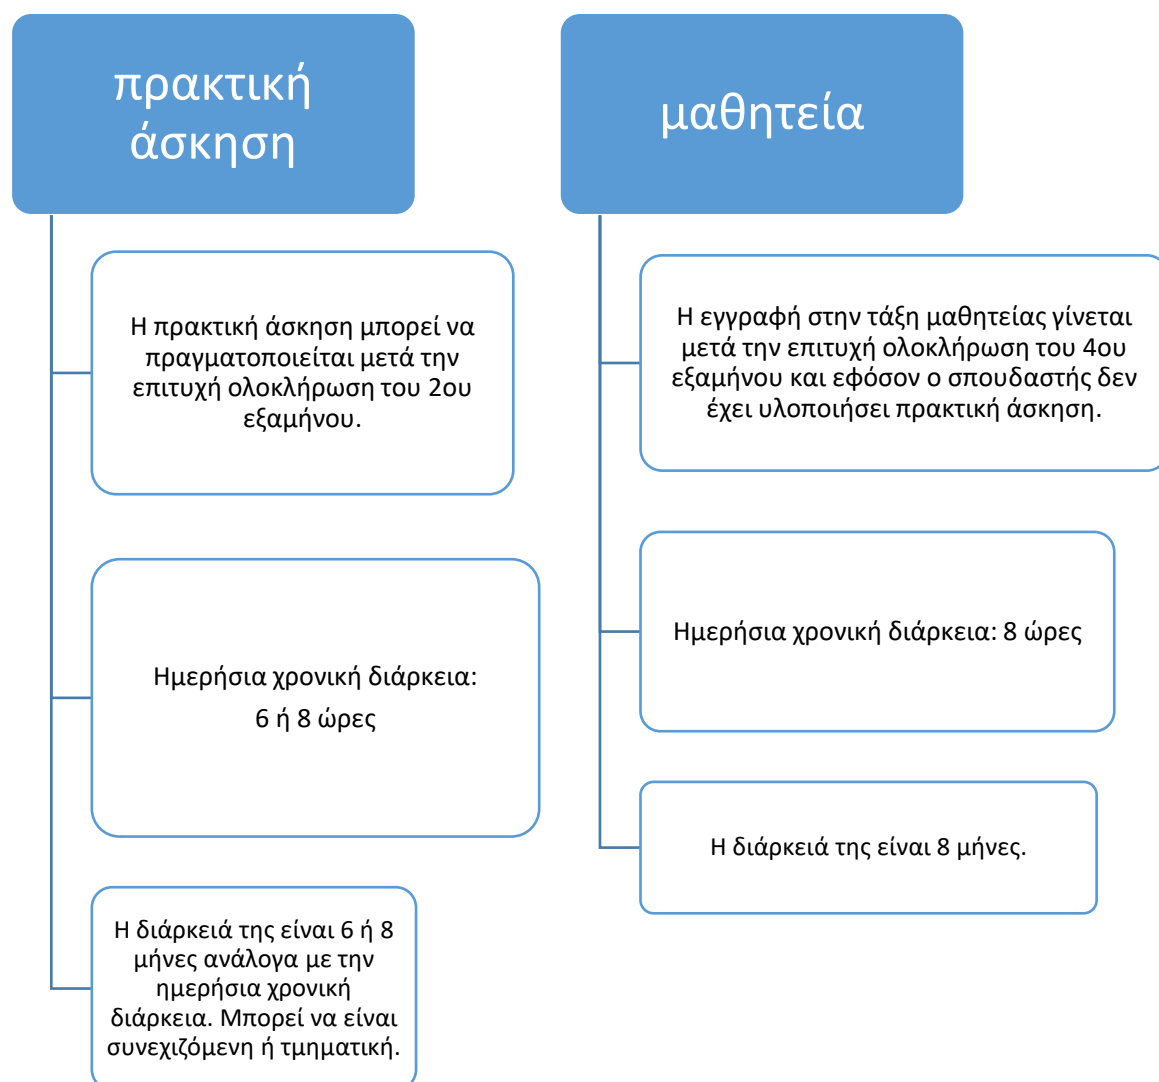 πρακτική
άσκηση
Η πρακτική άσκηση μπορεί να
πραγματοποιείται μετά την
επιτυχή ολοκλήρωση του 2ου
εξαμήνου.
Ημερήσια χρονική διάρκεια:
6 ή 8 ώρες
Η διάρκειά της είναι 6 ή 8
μήνες ανάλογα με την
ημερήσια χρονική
διάρκεια. Μπορεί να είναι
συνεχιζόμενη ή τμηματική.
μαθητεία
Η εγγραφή στην τάξη μαθητείας γίνεται
μετά την επιτυχή ολοκλήρωση του 4ου
εξαμήνου και εφόσον ο σπουδαστής δεν
έχει υλοποιήσει πρακτική άσκηση.
Ημερήσια χρονική διάρκεια: 8 ώρες
Η διάρκειά της είναι 8 μήνες.